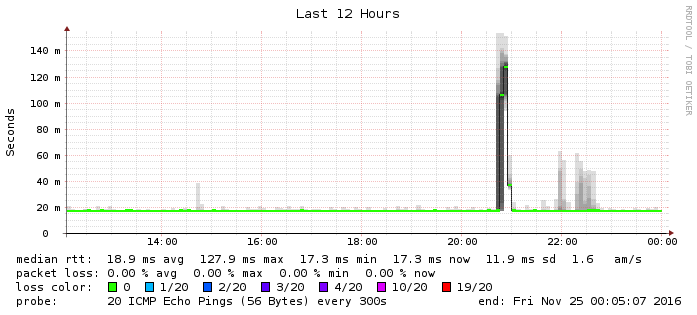 Last 12 Hours
RRDTOOL / TOBI OETIKER
Seconds
140 m
120 m
100 m
80 m
60 m
40 m
20 m
0
14:00 16:00 18:00 20:00 22:00 00:00
median rtt: 18.9 ms avg 127.9 ms max 17.3 ms min 17.3 ms now 11.9 ms sd 1.6 am/s
packet loss: 0.00 % avg 0.00 % max 0.00 % min 0.00 % now
loss color: 0 1/20 2/20 3/20 4/20 10/20 19/20
probe: 20 ICMP Echo Pings (56 Bytes) every 300s end: Fri Nov 25 00:05:07 2016